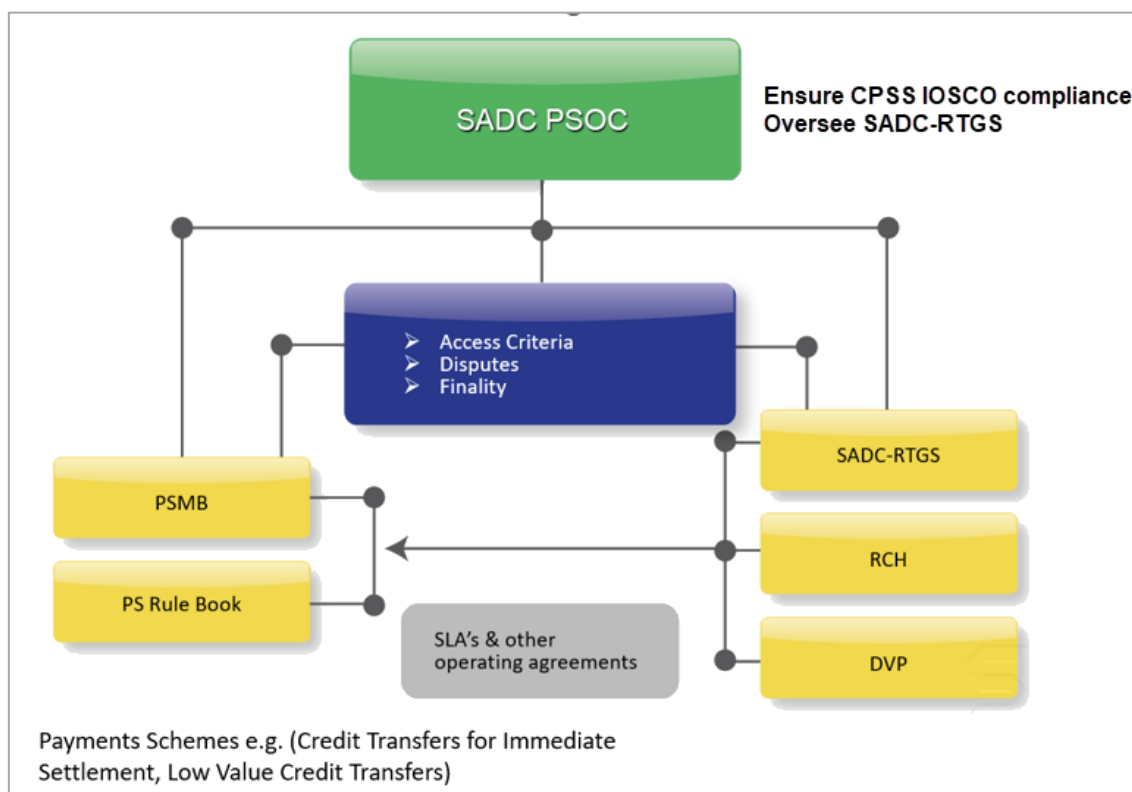 SADC PSOC
Ensure CPSS IOSCO compliance
Oversee SADC-RTGS
Access Criteria
Disputes
Finality
PSMB
PS Rule Book
SADC-RTGS
RCH
DVP
SLA's & other
operating agreements
Payments Schemes e.g. (Credit Transfers for Immediate
Settlement, Low Value Credit Transfers)